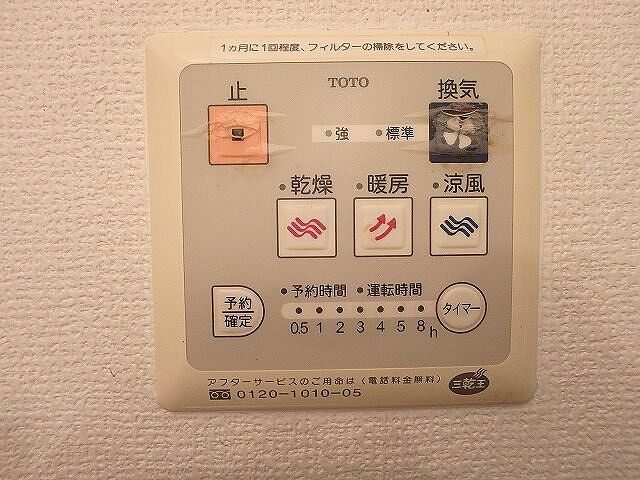 1ヵ月に1回程度、フィルターの掃除をしてください。
TOTO
止
換気
強 標準
乾燥 暖房 涼風
予約時間 運転時間
予約
確定
タイマー
0.5 1 2 3 4 5 8 h
アフターサービスのご用命は（電話料金無料）
0120-1010-05
三乾王